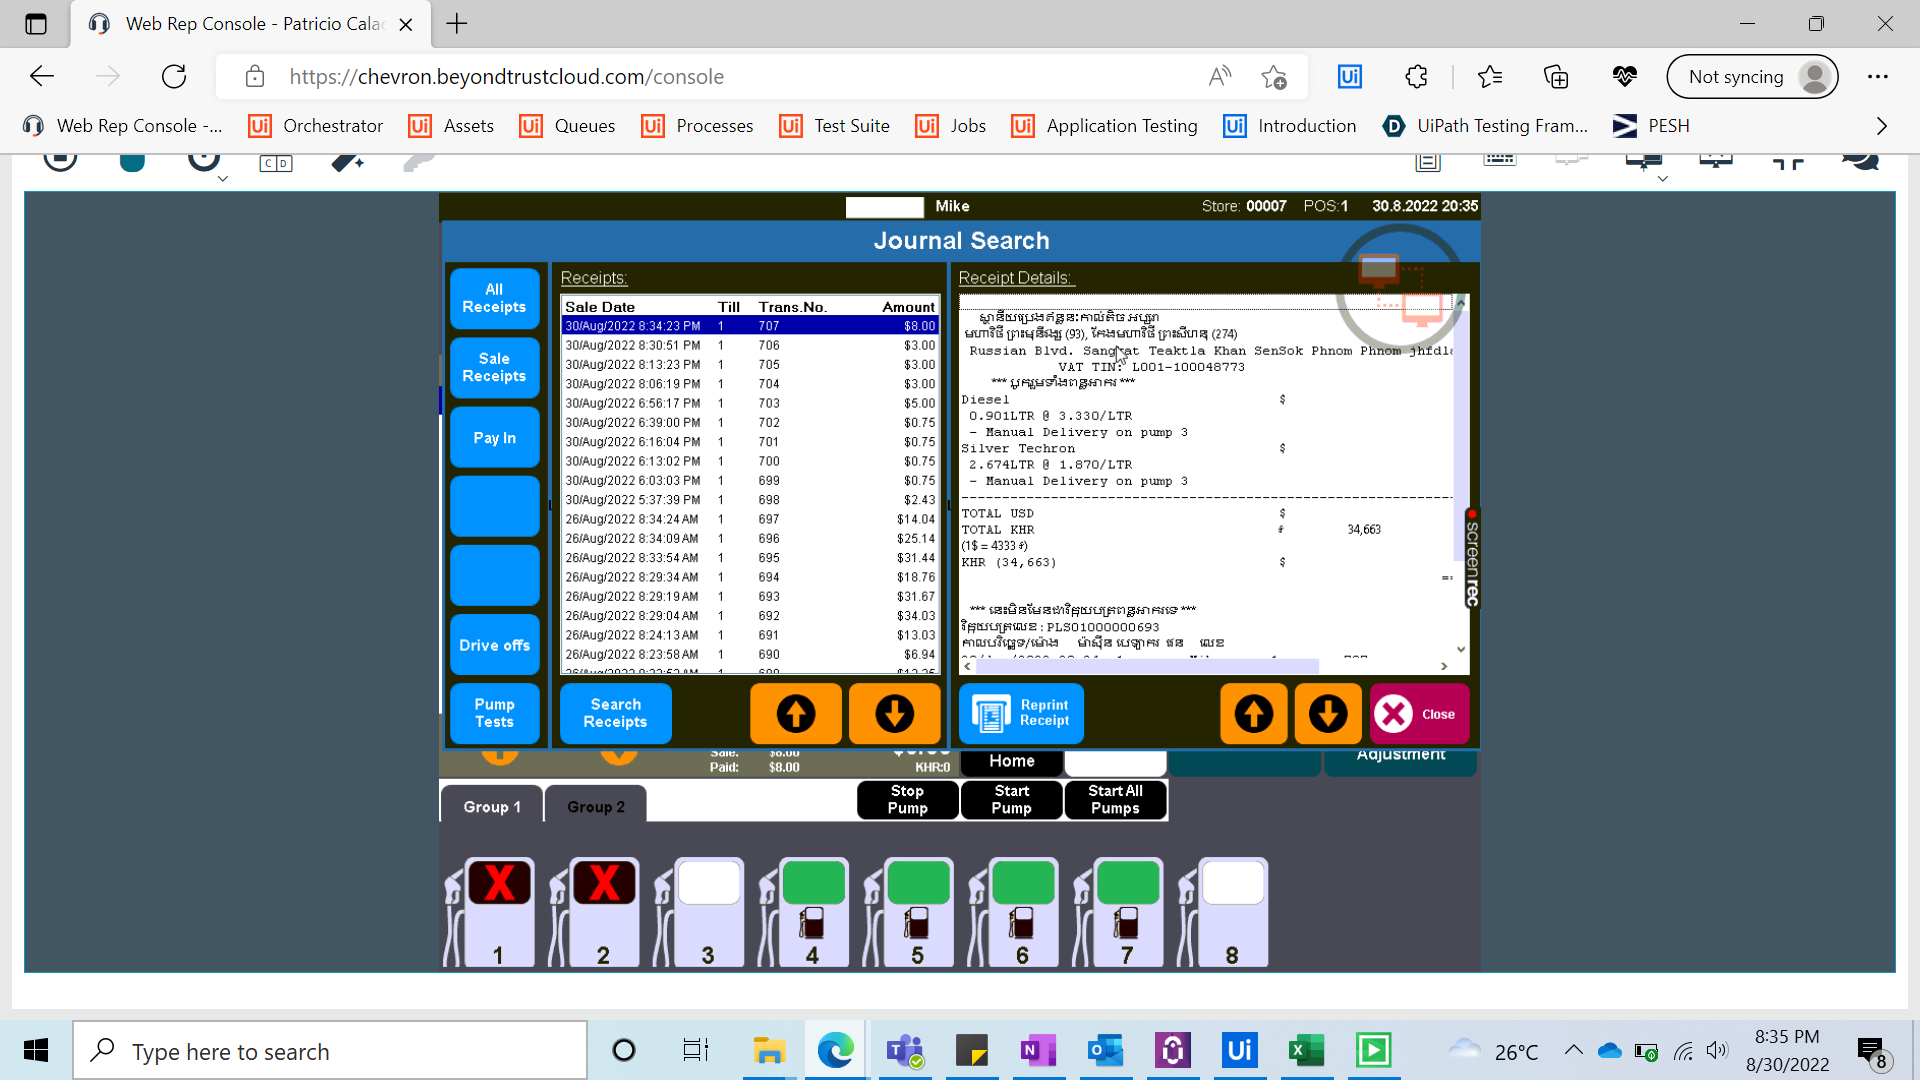 Web Rep Console - Patricio Cala
https://chevron.beyondtrustcloud.com/console
Not syncing
Web Rep Console -...
Orchestrator
Assets
Queues
Processes
Test Suite
Jobs
Application Testing
Introduction
UiPath Testing Fram...
PESH
Mike
Store: 00007 POS:1 30.8.2022 20:35
Journal Search
All Receipts
Sale Receipts
Pay In
Drive offs
Pump Tests
Receipts:
Sale Date Till Trans.No. Amount
30/Aug/2022 8:34:23 PM 1 707 $8.00
30/Aug/2022 8:30:51 PM 1 706 $3.00
30/Aug/2022 8:13:23 PM 1 705 $3.00
30/Aug/2022 8:06:19 PM 1 704 $3.00
30/Aug/2022 6:56:17 PM 1 703 $5.00
30/Aug/2022 6:39:00 PM 1 702 $0.75
30/Aug/2022 6:16:04 PM 1 701 $0.75
30/Aug/2022 6:13:02 PM 1 700 $0.75
30/Aug/2022 6:03:03 PM 1 699 $0.75
30/Aug/2022 5:37:39 PM 1 698 $2.43
26/Aug/2022 8:34:24 AM 1 697 $14.04
26/Aug/2022 8:34:09 AM 1 696 $25.14
26/Aug/2022 8:33:54 AM 1 695 $31.44
26/Aug/2022 8:29:34 AM 1 694 $18.76
26/Aug/2022 8:29:19 AM 1 693 $31.67
26/Aug/2022 8:29:04 AM 1 692 $34.03
26/Aug/2022 8:24:13 AM 1 691 $13.03
26/Aug/2022 8:23:58 AM 1 690 $6.94
Search Receipts
Receipt Details:
ស្ថានីយប្រេងឥន្ធនៈកាល់តិច អប្សរា
មហាវិថី ព្រះមុនីវង្ស (93), កែងមហាវិថី ព្រះសីហនុ (274)
Russian Blvd. Sangkat Teaktla Khan SenSok Phnom Phnom jhfdl
VAT TIN: L001-100048773
*** បូករួមទាំងពន្ធអាករ ***
Diesel $
0.901LTR @ 3.330/LTR
- Manual Delivery on pump 3
Silver Techron $
2.674LTR @ 1.870/LTR
- Manual Delivery on pump 3
TOTAL USD $
TOTAL KHR ៛ 34,663
(1$ = 4333 ៛)
KHR (34,663) $
*** នេះមិនមែនជាវិក្កយបត្រពន្ធអាករទេ ***
វិក្កយបត្រលេខ : PLS01000000693
កាលបរិច្ឆេទ/ម៉ោង ម៉ាស៊ីន បេឡាករ ផន លេខ
Reprint Receipt
Close
screenrec
Sale: $8.00
Paid: $8.00
KHR:0
Home
Adjustment
Group 1
Group 2
Stop Pump
Start Pump
Start All Pumps
1 2 3 4 5 6 7 8
Type here to search
26°C
8:35 PM
8/30/2022
8